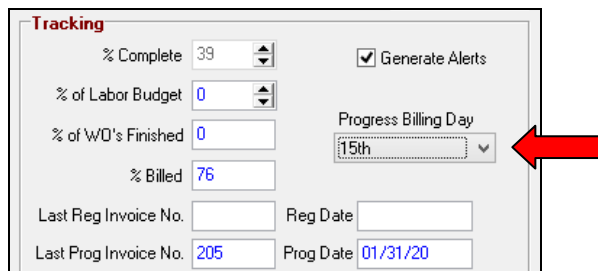 Tracking
% Complete 39
Generate Alerts
% of Labor Budget 0
Progress Billing Day
% of WO's Finished 0
15th
% Billed 76
Last Reg Invoice No. Reg Date
Last Prog Invoice No. 205 Prog Date 01/31/20